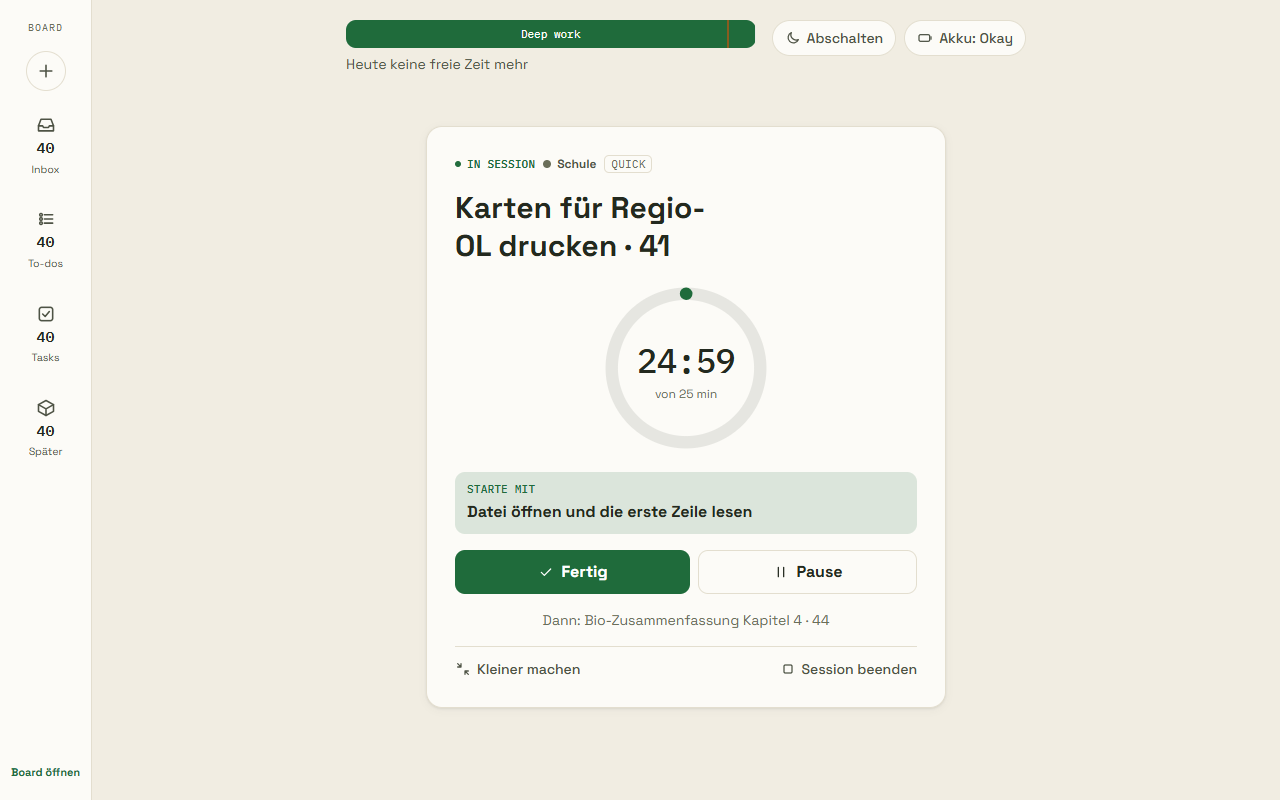 BOARD
40
Inbox
40
To-dos
40
Tasks
40
Später
Board öffnen
Deep work
Heute keine freie Zeit mehr
Abschalten
Akku: Okay
IN SESSION
Schule
QUICK
Karten für Regio-
OL drucken · 41
24:59
von 25 min
STARTE MIT
Datei öffnen und die erste Zeile lesen
Fertig
Pause
Dann: Bio-Zusammenfassung Kapitel 4 · 44
Kleiner machen
Session beenden